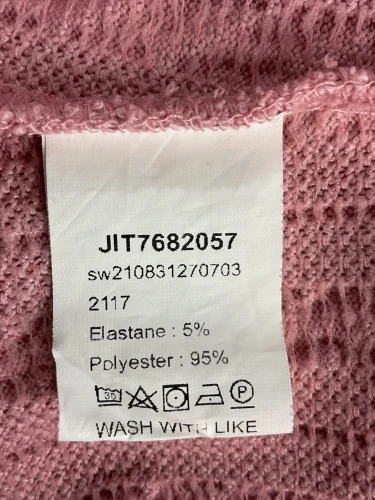 JIT7682057
sw210831270703
2117
Elastane : 5%
Polyester : 95%
P
WASH WITH LIKE